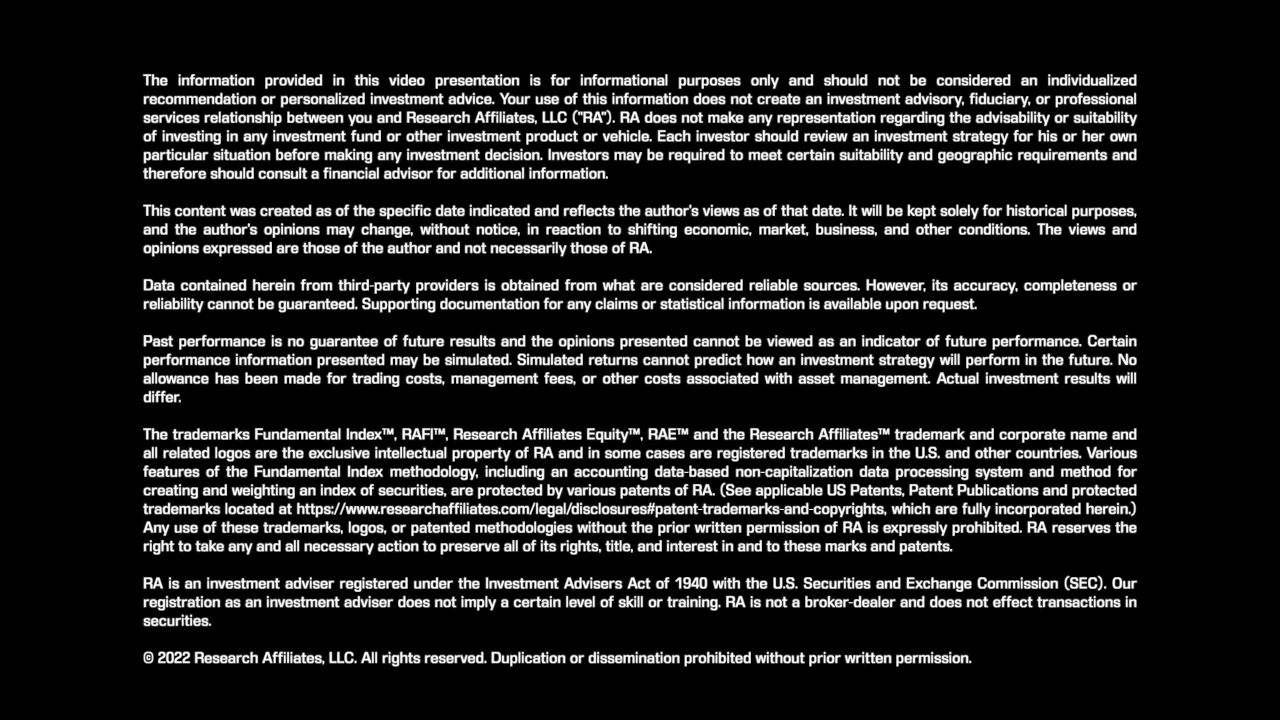 The information provided in this video presentation is for informational purposes only and should not be considered an individualized
recommendation or personalized investment advice. Your use of this information does not create an investment advisory, fiduciary, or professional
services relationship between you and Research Affiliates, LLC ("RA"). RA does not make any representation regarding the advisability or suitability
of investing in any investment fund or other investment product or vehicle. Each investor should review an investment strategy for his or her own
particular situation before making any investment decision. Investors may be required to meet certain suitability and geographic requirements and
therefore should consult a financial advisor for additional information.
This content was created as of the specific date indicated and reflects the author's views as of that date. It will be kept solely for historical purposes,
and the author's opinions may change, without notice, in reaction to shifting economic, market, business, and other conditions. The views and
opinions expressed are those of the author and not necessarily those of RA.
Data contained herein from third-party providers is obtained from what are considered reliable sources. However, its accuracy, completeness or
reliability cannot be guaranteed. Supporting documentation for any claims or statistical information is available upon request.
Past performance is no guarantee of future results and the opinions presented cannot be viewed as an indicator of future performance. Certain
performance information presented may be simulated. Simulated returns cannot predict how an investment strategy will perform in the future. No
allowance has been made for trading costs, management fees, or other costs associated with asset management. Actual investment results will
differ.
The trademarks Fundamental Index™, RAFI™, Research Affiliates Equity™, RAE™ and the Research Affiliates™ trademark and corporate name and
all related logos are the exclusive intellectual property of RA and in some cases are registered trademarks in the U.S. and other countries. Various
features of the Fundamental Index methodology, including an accounting data-based non-capitalization data processing system and method for
creating and weighting an index of securities, are protected by various patents of RA. (See applicable US Patents, Patent Publications and protected
trademarks located at https://www.researchaffiliates.com/legal/disclosures#patent-trademarks-and-copyrights, which are fully incorporated herein.)
Any use of these trademarks, logos, or patented methodologies without the prior written permission of RA is expressly prohibited. RA reserves the
right to take any and all necessary action to preserve all of its rights, title, and interest in and to these marks and patents.
RA is an investment adviser registered under the Investment Advisers Act of 1940 with the U.S. Securities and Exchange Commission (SEC). Our
registration as an investment adviser does not imply a certain level of skill or training. RA is not a broker-dealer and does not effect transactions in
securities.
© 2022 Research Affiliates, LLC. All rights reserved. Duplication or dissemination prohibited without prior written permission.